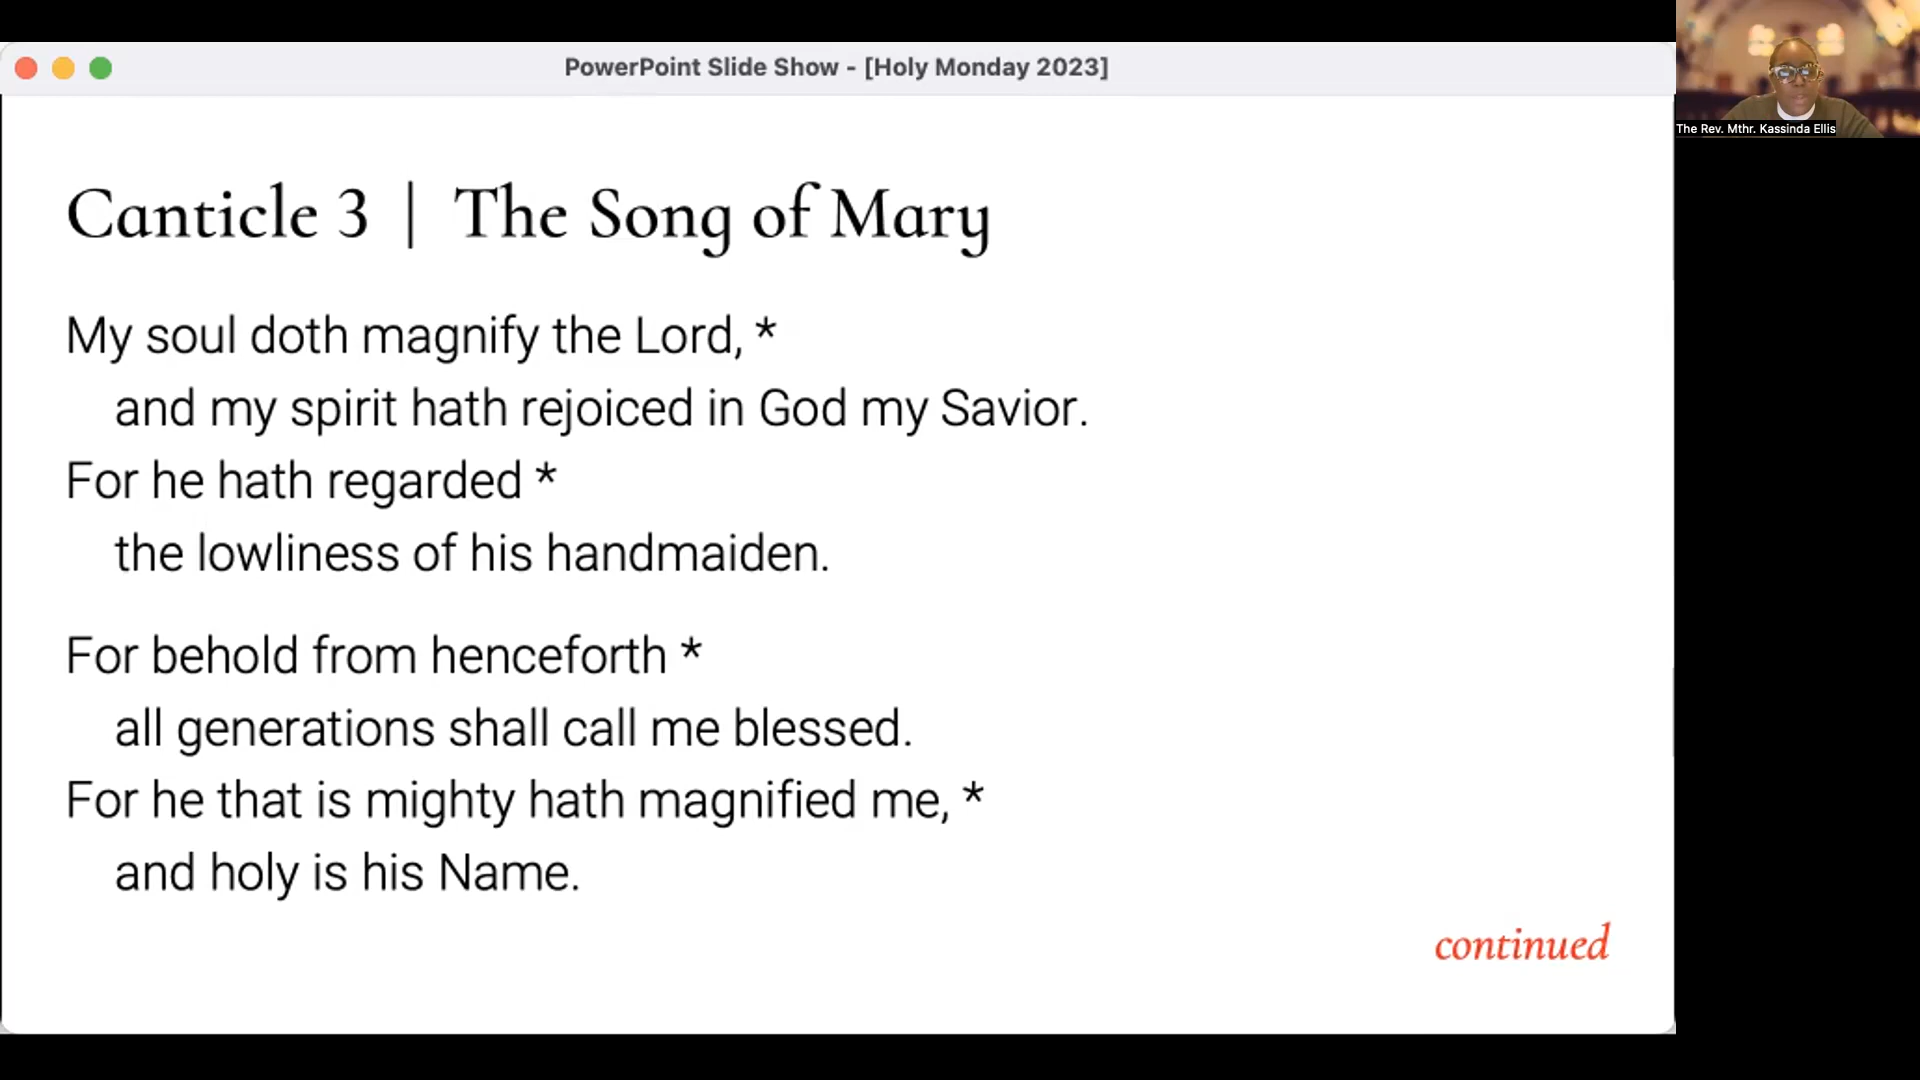 PowerPoint Slide Show - [Holy Monday 2023]
The Rev. Mthr. Kassinda Ellis
Canticle 3 | The Song of Mary
My soul doth magnify the Lord, *
and my spirit hath rejoiced in God my Savior.
For he hath regarded *
the lowliness of his handmaiden.
For behold from henceforth *
all generations shall call me blessed.
For he that is mighty hath magnified me, *
and holy is his Name.
continued